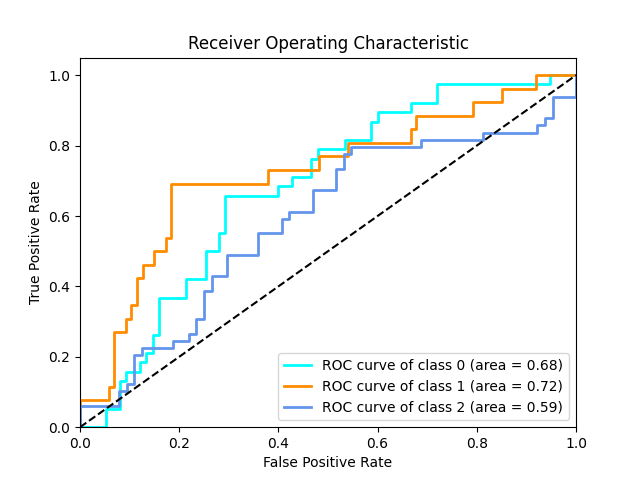 Receiver Operating Characteristic
1.0
0.8
0.6
0.4
0.2
0.0
True Positive Rate
ROC curve of class 0 (area = 0.68)
ROC curve of class 1 (area = 0.72)
ROC curve of class 2 (area = 0.59)
0.0 0.2 0.4 0.6 0.8 1.0
False Positive Rate